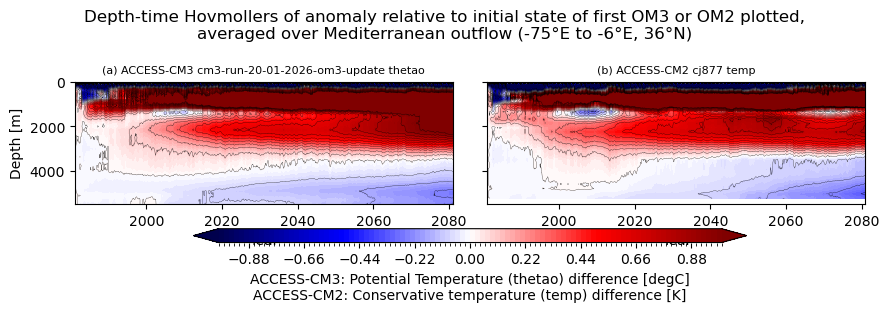 Depth-time Hovmollers of anomaly relative to initial state of first OM3 or OM2 plotted,
averaged over Mediterranean outflow (-75°E to -6°E, 36°N)
(a) ACCESS-CM3 cm3-run-20-01-2026-om3-update thetao
(b) ACCESS-CM2 cj877 temp
Depth [m]
0
2000
4000
2000 2020 2040 2060 2080
2000 2020 2040 2060 2080
−0.88 −0.66 −0.44 −0.22 0.00 0.22 0.44 0.66 0.88
ACCESS-CM3: Potential Temperature (thetao) difference [degC]
ACCESS-CM2: Conservative temperature (temp) difference [K]